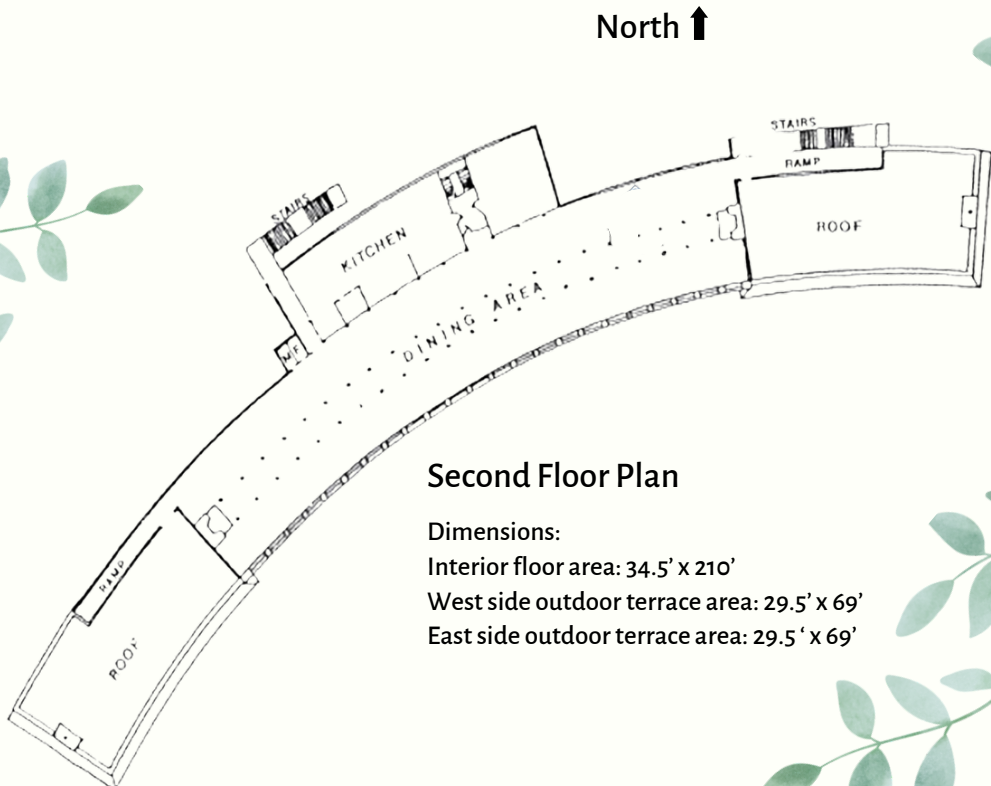 North
STAIRS
RAMP
ROOF
STAIRS
KITCHEN
DINING AREA
M F
RAMP
ROOF
Second Floor Plan
Dimensions:
Interior floor area: 34.5’ x 210’
West side outdoor terrace area: 29.5’ x 69’
East side outdoor terrace area: 29.5 ‘ x 69’